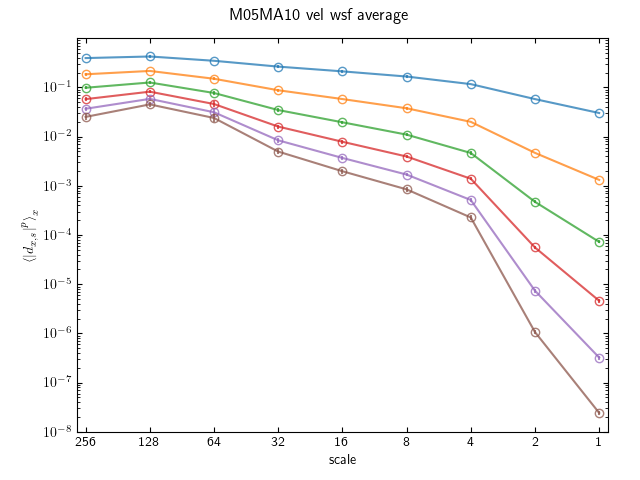 M05MA10 vel wsf average
10⁻¹
10⁻²
10⁻³
10⁻⁴
10⁻⁵
10⁻⁶
10⁻⁷
10⁻⁸
⟨|d_{x,s}|^p⟩_x
256 128 64 32 16 8 4 2 1
scale